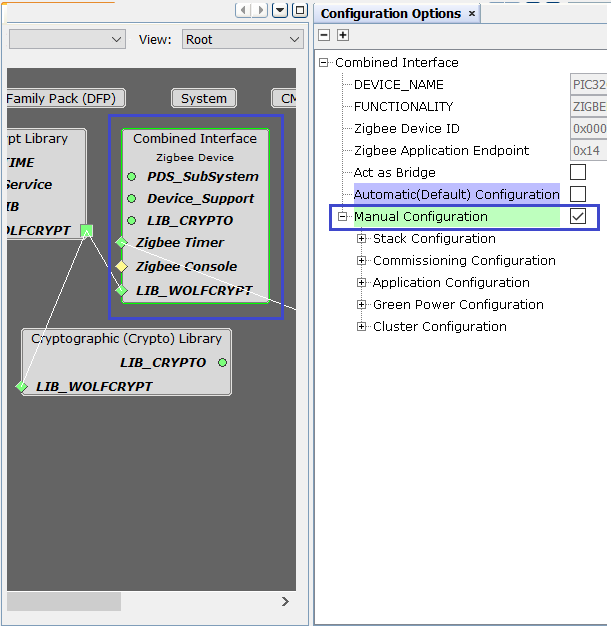 View:
Root
Family Pack (DFP)
System
CM
pt Library
TIME
Service
IB
OLFCRYPT
Combined Interface
Zigbee Device
PDS_SubSystem
Device_Support
LIB_CRYPTO
Zigbee Timer
Zigbee Console
LIB_WOLFCRYPT
Cryptographic (Crypto) Library
LIB_CRYPTO
LIB_WOLFCRYPT
Configuration Options ×
Combined Interface
DEVICE_NAME PIC32
FUNCTIONALITY ZIGBE
Zigbee Device ID 0x000
Zigbee Application Endpoint 0x14
Act as Bridge
Automatic(Default) Configuration
Manual Configuration
Stack Configuration
Commissioning Configuration
Application Configuration
Green Power Configuration
Cluster Configuration